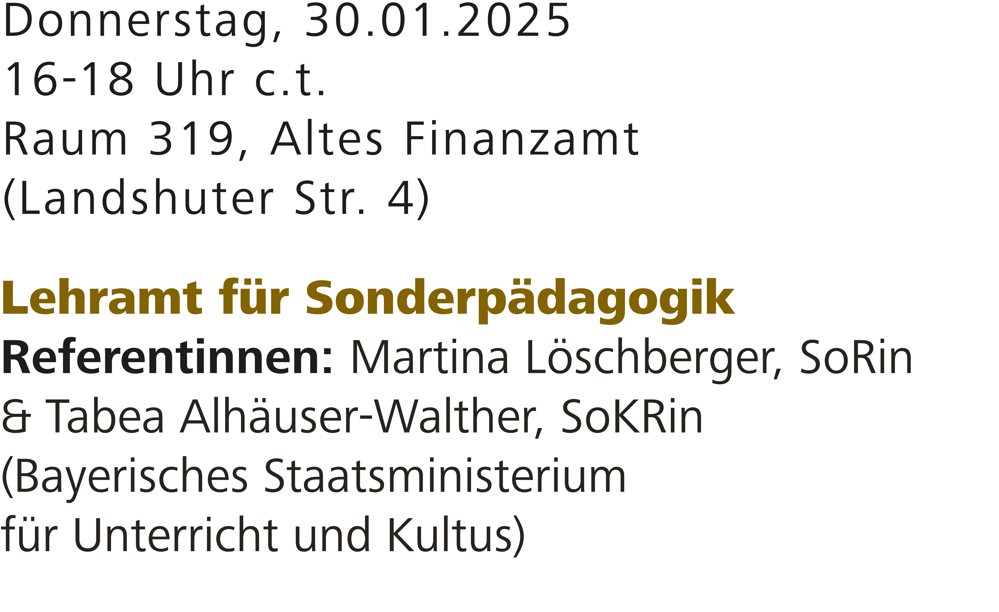 Donnerstag, 30.01.2025
16-18 Uhr c.t.
Raum 319, Altes Finanzamt
(Landshuter Str. 4)
Lehramt für Sonderpädagogik
Referentinnen: Martina Löschberger, SoRin
& Tabea Alhäuser-Walther, SoKRin
(Bayerisches Staatsministerium
für Unterricht und Kultus)